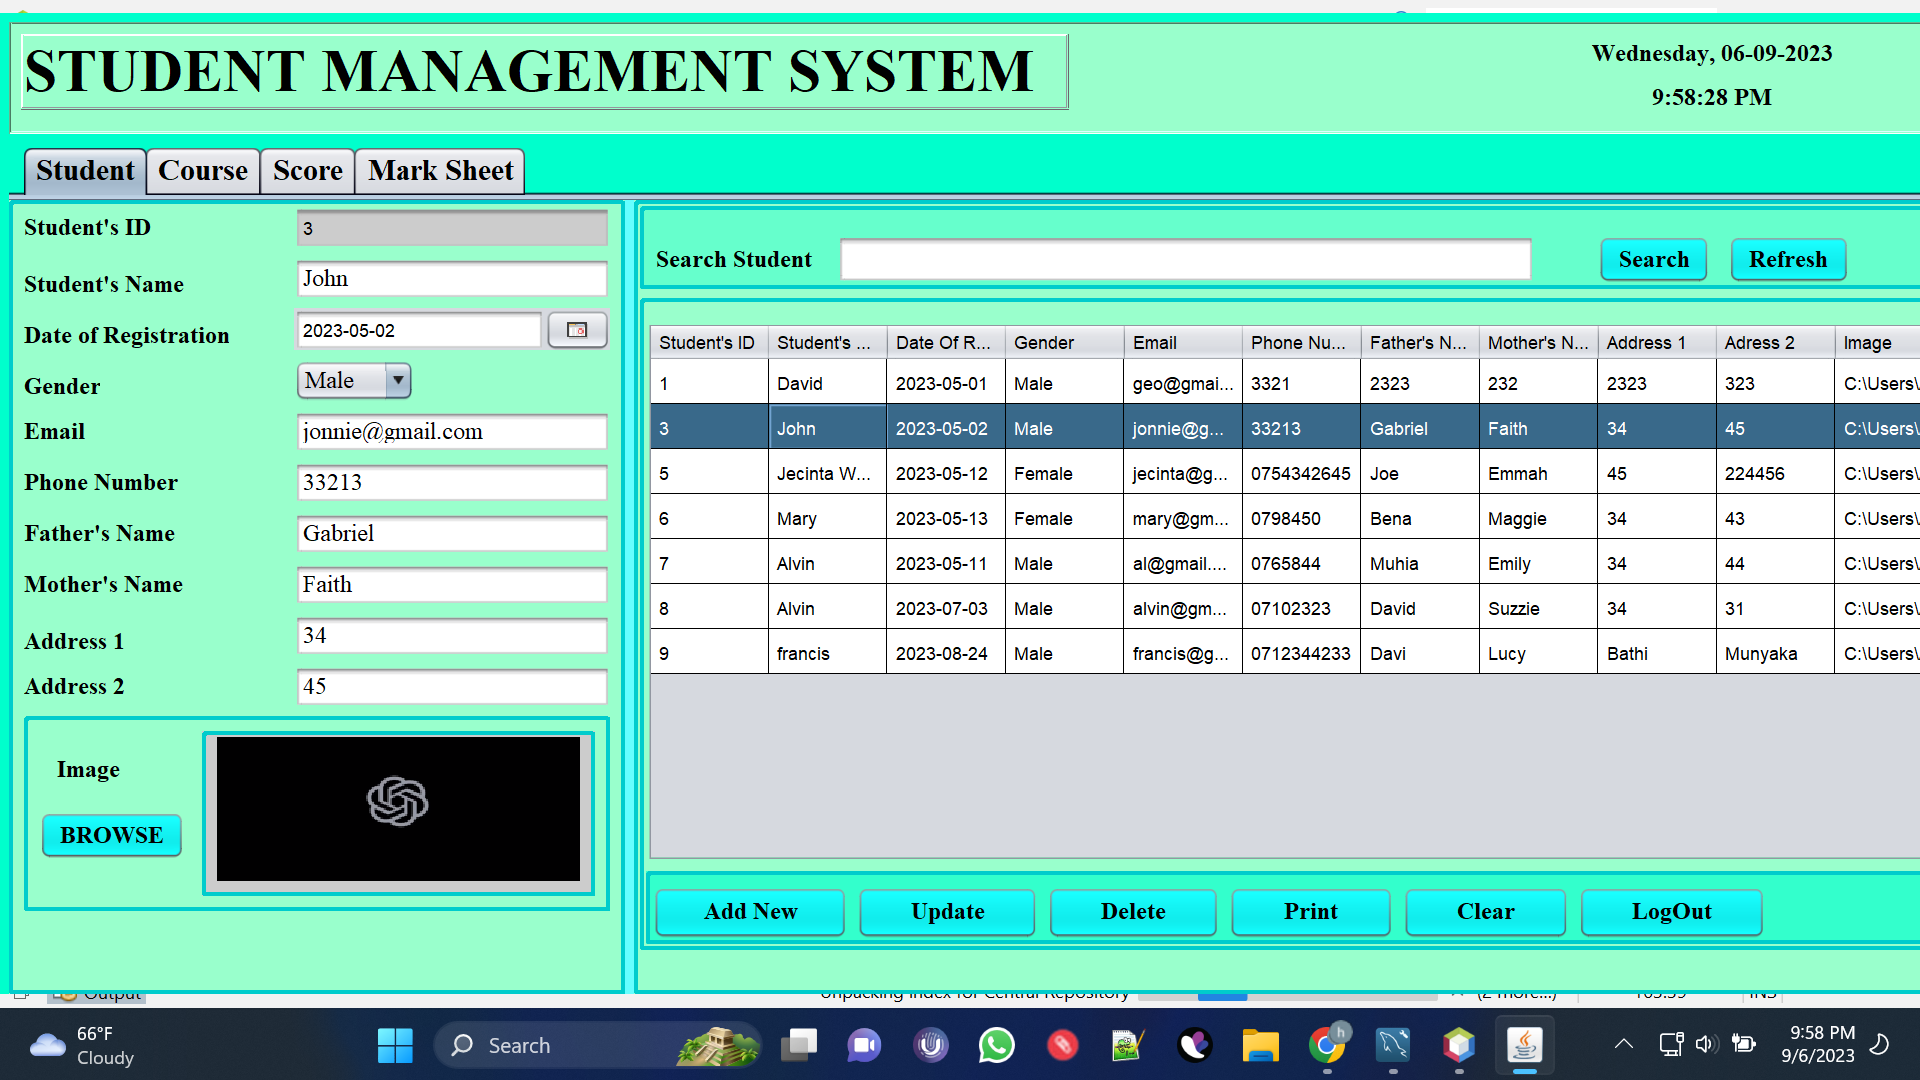 STUDENT MANAGEMENT SYSTEM
Wednesday, 06-09-2023
9:58:28 PM
Student Course Score Mark Sheet
Student's ID 3
Student's Name John
Date of Registration 2023-05-02
Gender Male
Email jonnie@gmail.com
Phone Number 33213
Father's Name Gabriel
Mother's Name Faith
Address 1 34
Address 2 45
Image
BROWSE
Search Student Search Refresh
Student's ID Student's ... Date Of R... Gender Email Phone Nu... Father's N... Mother's N... Address 1 Adress 2 Image
1 David 2023-05-01 Male geo@gmai... 3321 2323 232 2323 323 C:\Users\
3 John 2023-05-02 Male jonnie@g... 33213 Gabriel Faith 34 45 C:\Users\
5 Jecinta W... 2023-05-12 Female jecinta@g... 0754342645 Joe Emmah 45 224456 C:\Users\
6 Mary 2023-05-13 Female mary@gm... 0798450 Bena Maggie 34 43 C:\Users\
7 Alvin 2023-05-11 Male al@gmail.... 0765844 Muhia Emily 34 44 C:\Users\
8 Alvin 2023-07-03 Male alvin@gm... 07102323 David Suzzie 34 31 C:\Users\
9 francis 2023-08-24 Male francis@g... 0712344233 Davi Lucy Bathi Munyaka C:\Users\
Add New Update Delete Print Clear LogOut
Output Unpacking index for Central Repository (2 more...) INS
66°F
Cloudy
Search
h
9:58 PM
9/6/2023